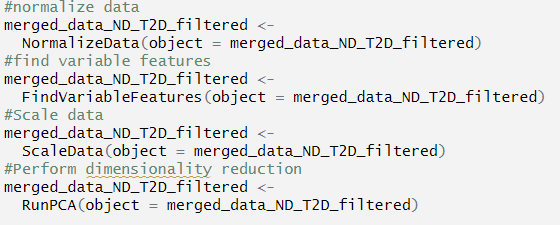 #normalize data
merged_data_ND_T2D_filtered <-
NormalizeData(object = merged_data_ND_T2D_filtered)
#find variable features
merged_data_ND_T2D_filtered <-
FindVariableFeatures(object = merged_data_ND_T2D_filtered)
#Scale data
merged_data_ND_T2D_filtered <-
ScaleData(object = merged_data_ND_T2D_filtered)
#Perform dimensionality reduction
merged_data_ND_T2D_filtered <-
RunPCA(object = merged_data_ND_T2D_filtered)